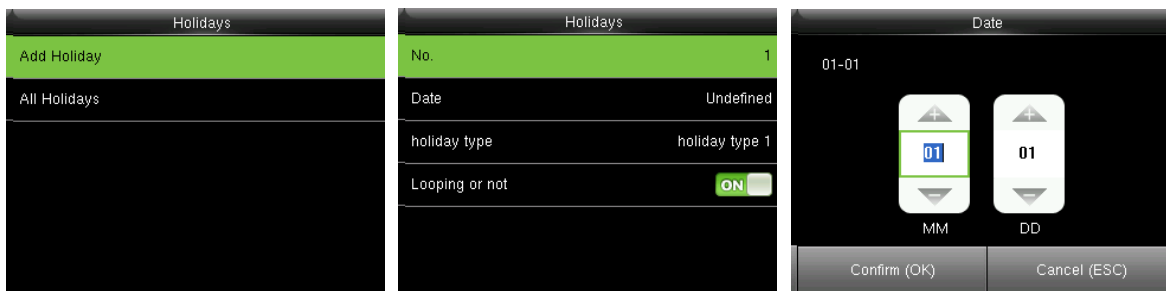 Holidays
Add Holiday
All Holidays
Holidays
No. 1
Date Undefined
holiday type holiday type 1
Looping or not ON
Date
01-01
01 01
MM DD
Confirm (OK) Cancel (ESC)